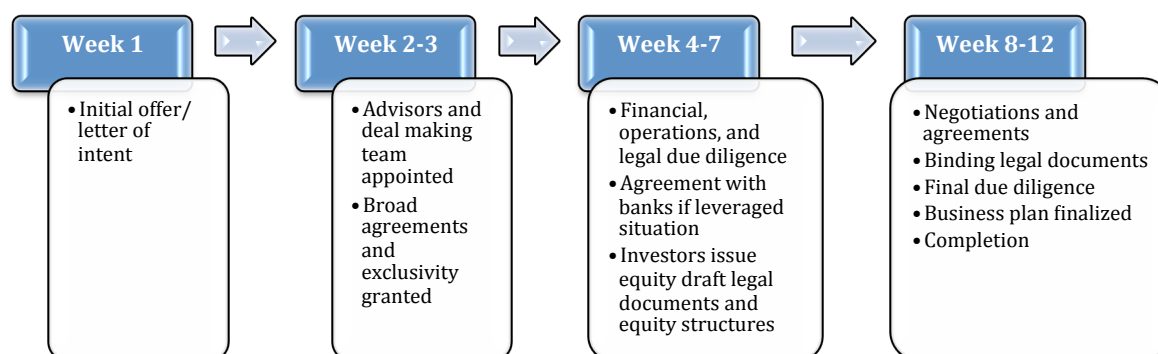 Week 1
• Initial offer/
letter of
intent
Week 2-3
• Advisors and
deal making
team
appointed
• Broad
agreements
and
exclusivity
granted
Week 4-7
• Financial,
operations, and
legal due diligence
• Agreement with
banks if leveraged
situation
• Investors issue
equity draft legal
documents and
equity structures
Week 8-12
• Negotiations and
agreements
• Binding legal documents
• Final due diligence
• Business plan finalized
• Completion